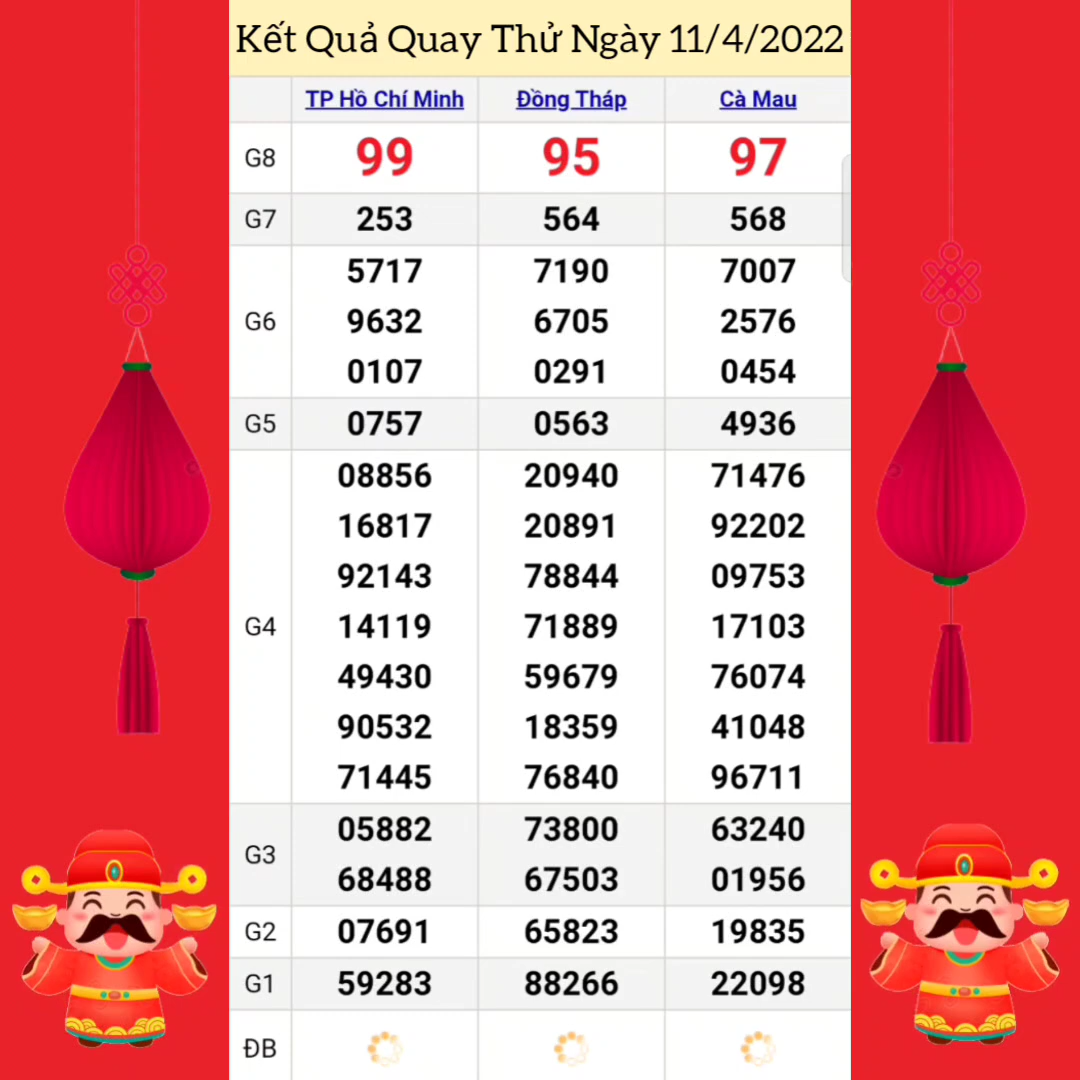 Kết Quả Quay Thử Ngày 11/4/2022
TP Hồ Chí Minh Đồng Tháp Cà Mau
G8 99 95 97
G7 253 564 568
5717 7190 7007
G6 9632 6705 2576
0107 0291 0454
G5 0757 0563 4936
08856 20940 71476
16817 20891 92202
92143 78844 09753
G4 14119 71889 17103
49430 59679 76074
90532 18359 41048
71445 76840 96711
G3
05882 73800 63240
68488 67503 01956
G2 07691 65823 19835
G1 59283 88266 22098
ĐB